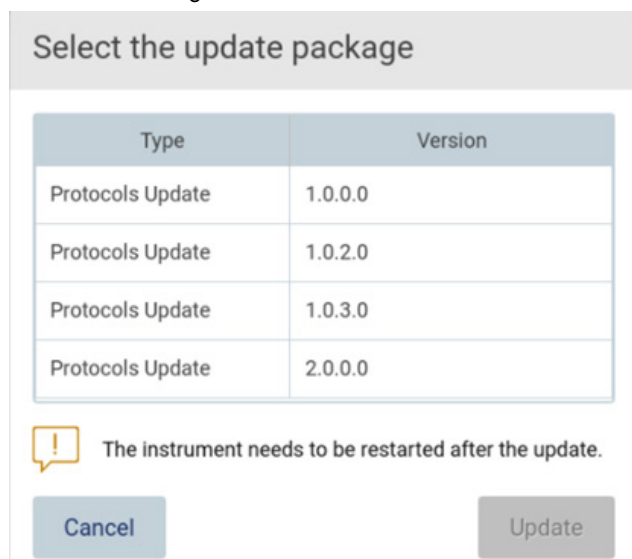 Select the update package
Type Version
Protocols Update 1.0.0.0
Protocols Update 1.0.2.0
Protocols Update 1.0.3.0
Protocols Update 2.0.0.0
! The instrument needs to be restarted after the update.
Cancel Update